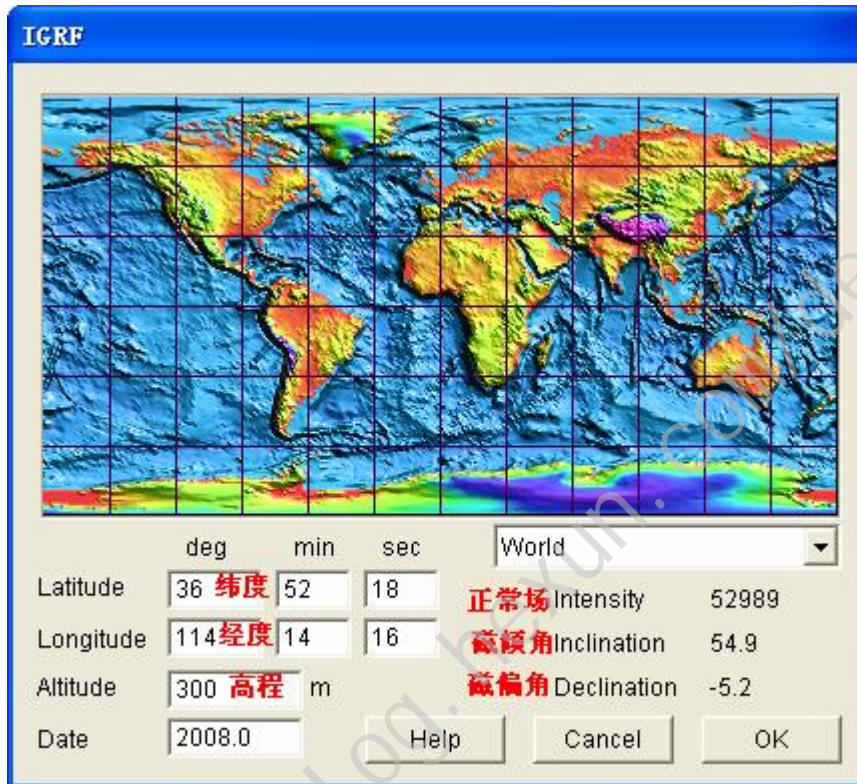 IGRF
deg min sec World
Latitude 36 纬度 52 18
正常场 Intensity 52989
Longitude 114 经度 14 16
磁倾角 Inclination 54.9
Altitude 300 高程 m
磁偏角 Declination -5.2
Date 2008.0 Help Cancel OK